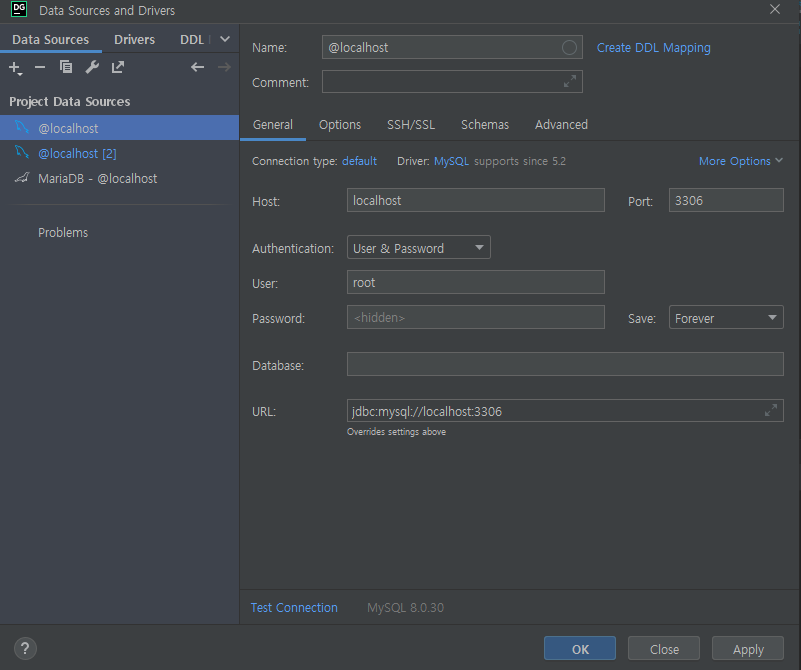 DG Data Sources and Drivers
Data Sources Drivers DDL
Project Data Sources
@localhost
@localhost [2]
MariaDB - @localhost
Problems
Name: @localhost Create DDL Mapping
Comment:
General Options SSH/SSL Schemas Advanced
Connection type: default Driver: MySQL supports since 5.2 More Options
Host: localhost Port: 3306
Authentication: User & Password
User: root
Password: <hidden> Save: Forever
Database:
URL: jdbc:mysql://localhost:3306
Overrides settings above
Test Connection MySQL 8.0.30
? OK Close Apply